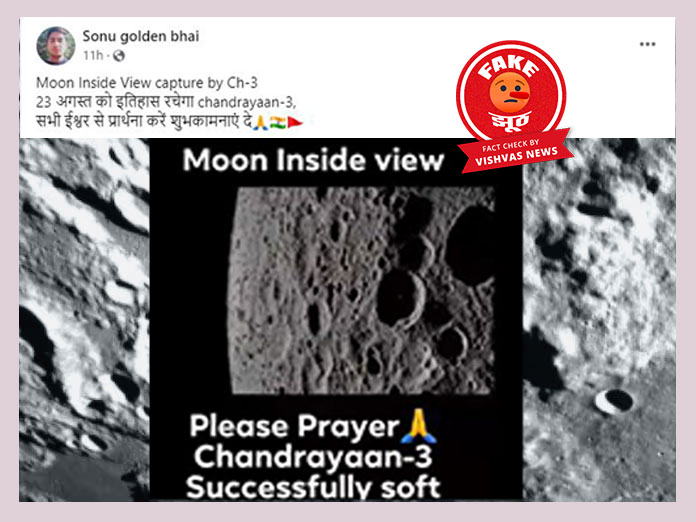 Sonu golden bhai
11h ·
Moon Inside View capture by Ch-3
23 अगस्त को इतिहास रचेगा chandrayaan-3,
सभी ईश्वर से प्रार्थना करें शुभकामनाएं दे🙏🇮🇳🚩
FAKE
झूठ
FACT CHECK BY
VISHVAS NEWS
Moon Inside view
Please Prayer🙏
Chandrayaan-3
Successfully soft